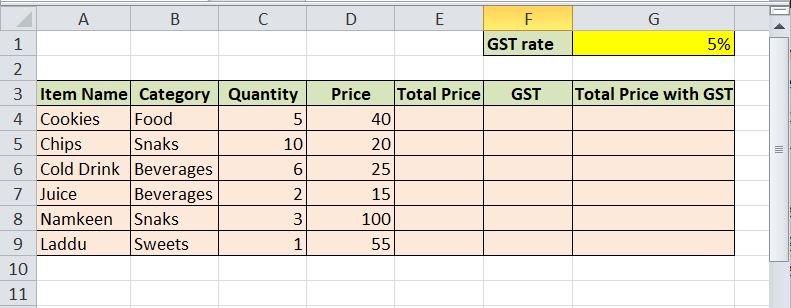 A B C D E F G
1 GST rate 5%
2
3 Item Name Category Quantity Price Total Price GST Total Price with GST
4 Cookies Food 5 40
5 Chips Snaks 10 20
6 Cold Drink Beverages 6 25
7 Juice Beverages 2 15
8 Namkeen Snaks 3 100
9 Laddu Sweets 1 55
10
11